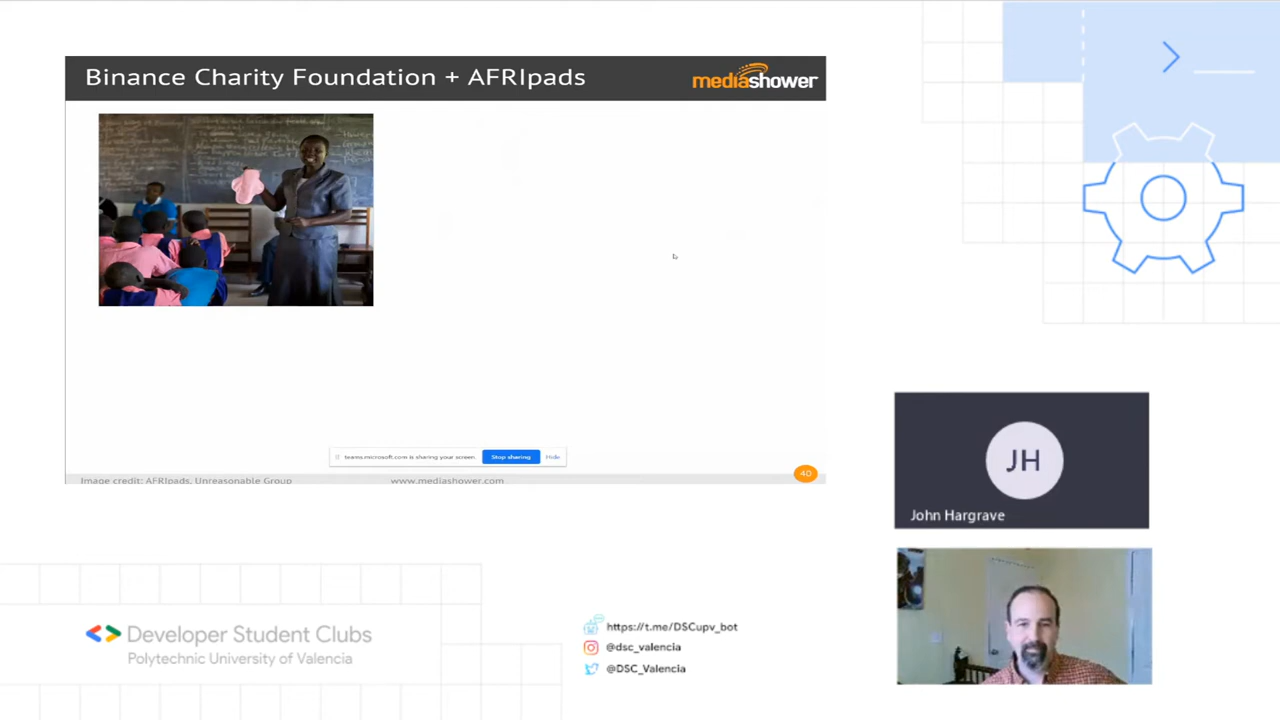 Binance Charity Foundation + AFRIpads
mediashower
teams.microsoft.com is sharing your screen.
Stop sharing
Hide
40
Image credit: AFRIpads, Unreasonable Group
www.mediashower.com
JH
John Hargrave
Developer Student Clubs
Polytechnic University of Valencia
https://t.me/DSCupv_bot
@dsc_valencia
@DSC_Valencia